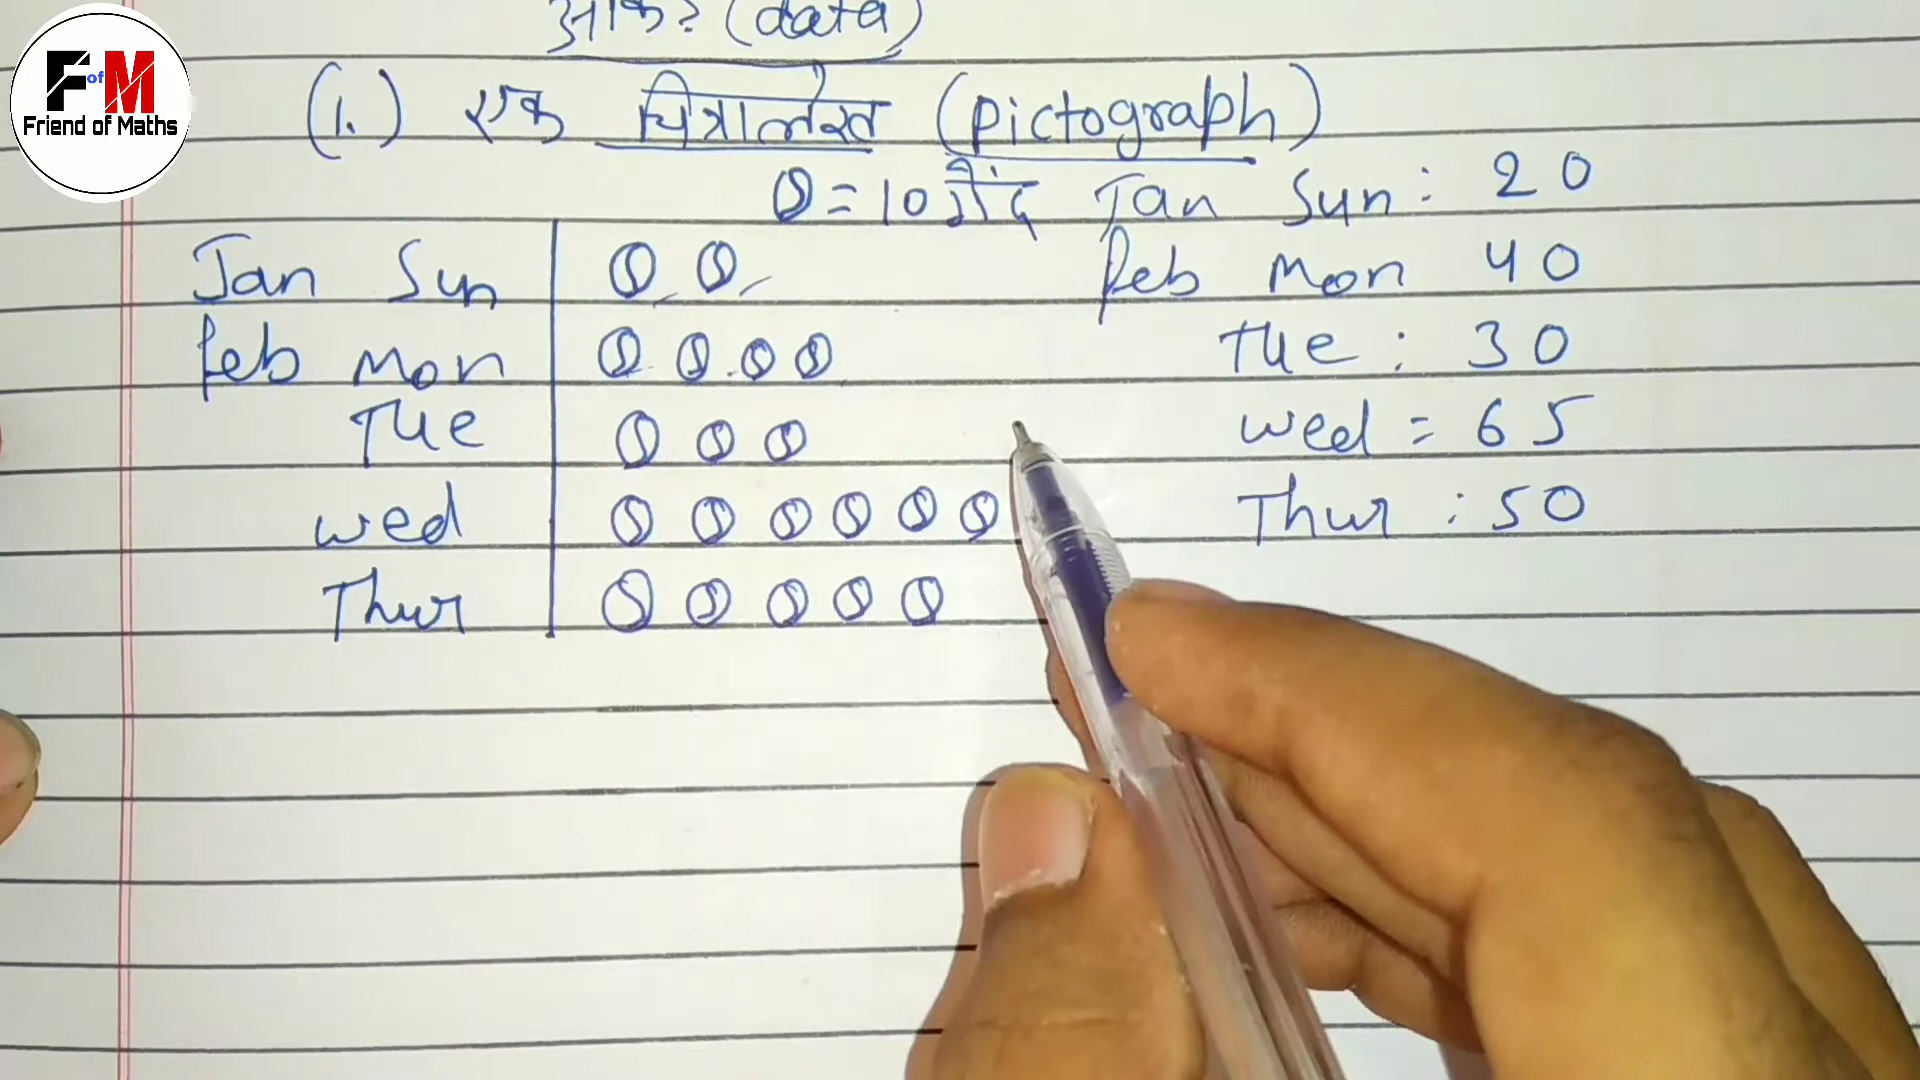 FofM
Friend of Maths
(data)
(1.) एक चित्रालेख (pictograph)
= 10 गेंद Jan Sun : 20
Jan Sun
feb Mon 40
feb Mon
Tue : 30
Tue
wed = 65
wed
Thur : 50
Thur